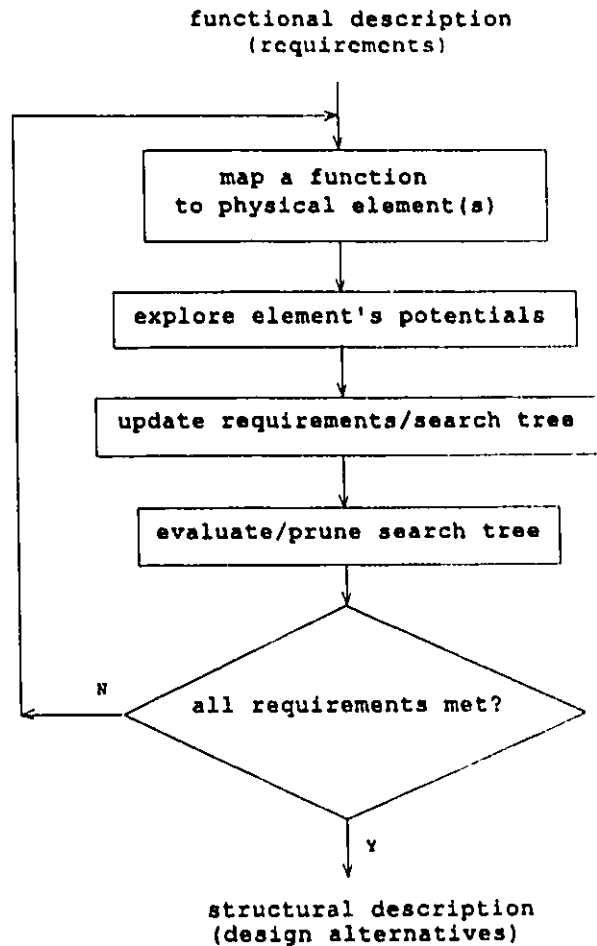 functional description
(requirements)
map a function
to physical element(s)
explore element's potentials
update requirements/search tree
evaluate/prune search tree
N
all requirements met?
Y
structural description
(design alternatives)